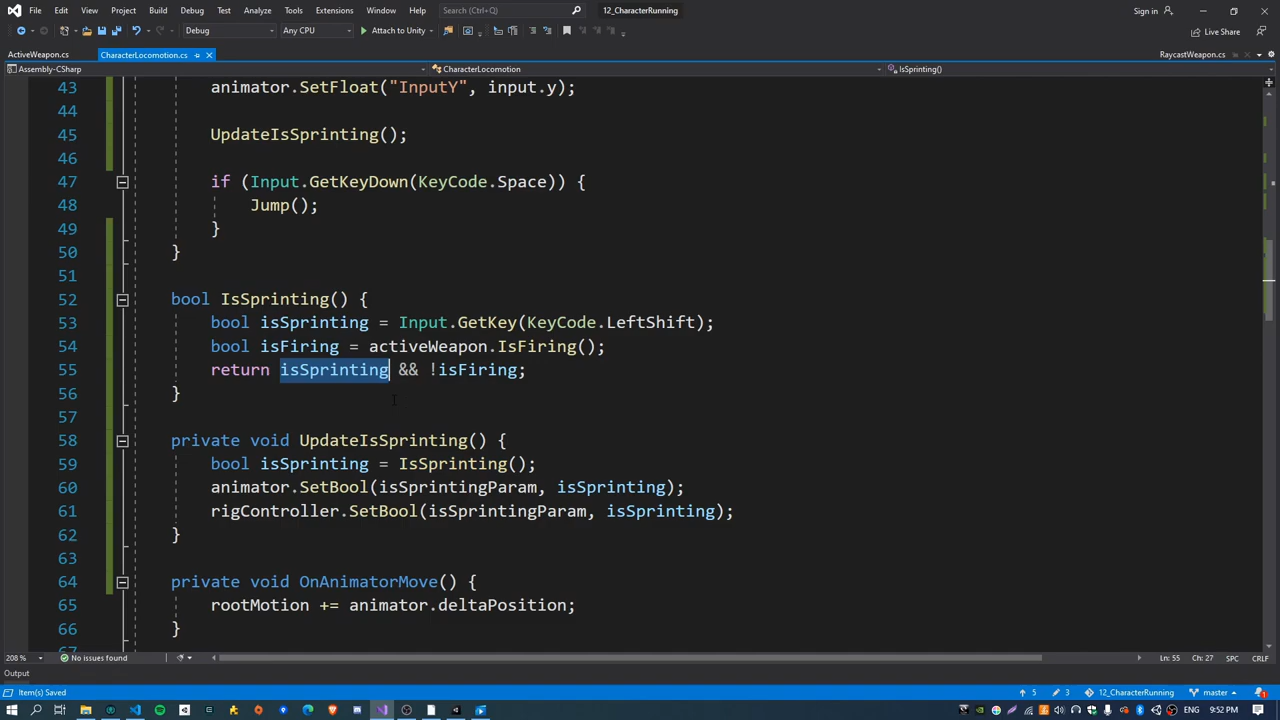 File Edit View Git Project Build Debug Test Analyze Tools Extensions Window Help Search (Ctrl+Q) 12_CharacterRunning Sign in
Debug Any CPU Attach to Unity Live Share
ActiveWeapon.cs CharacterLocomotion.cs RaycastWeapon.cs
Assembly-CSharp CharacterLocomotion IsSprinting()
43 animator.SetFloat("InputY", input.y);
44
45 UpdateIsSprinting();
46
47 if (Input.GetKeyDown(KeyCode.Space)) {
48 Jump();
49 }
50 }
51
52 bool IsSprinting() {
53 bool isSprinting = Input.GetKey(KeyCode.LeftShift);
54 bool isFiring = activeWeapon.IsFiring();
55 return isSprinting && !isFiring;
56 }
57
58 private void UpdateIsSprinting() {
59 bool isSprinting = IsSprinting();
60 animator.SetBool(isSprintingParam, isSprinting);
61 rigController.SetBool(isSprintingParam, isSprinting);
62 }
63
64 private void OnAnimatorMove() {
65 rootMotion += animator.deltaPosition;
66 }
208 % No issues found Ln: 55 Ch: 27 SPC CRLF
Output
Item(s) Saved 5 3 12_CharacterRunning master 1
ENG 9:52 PM